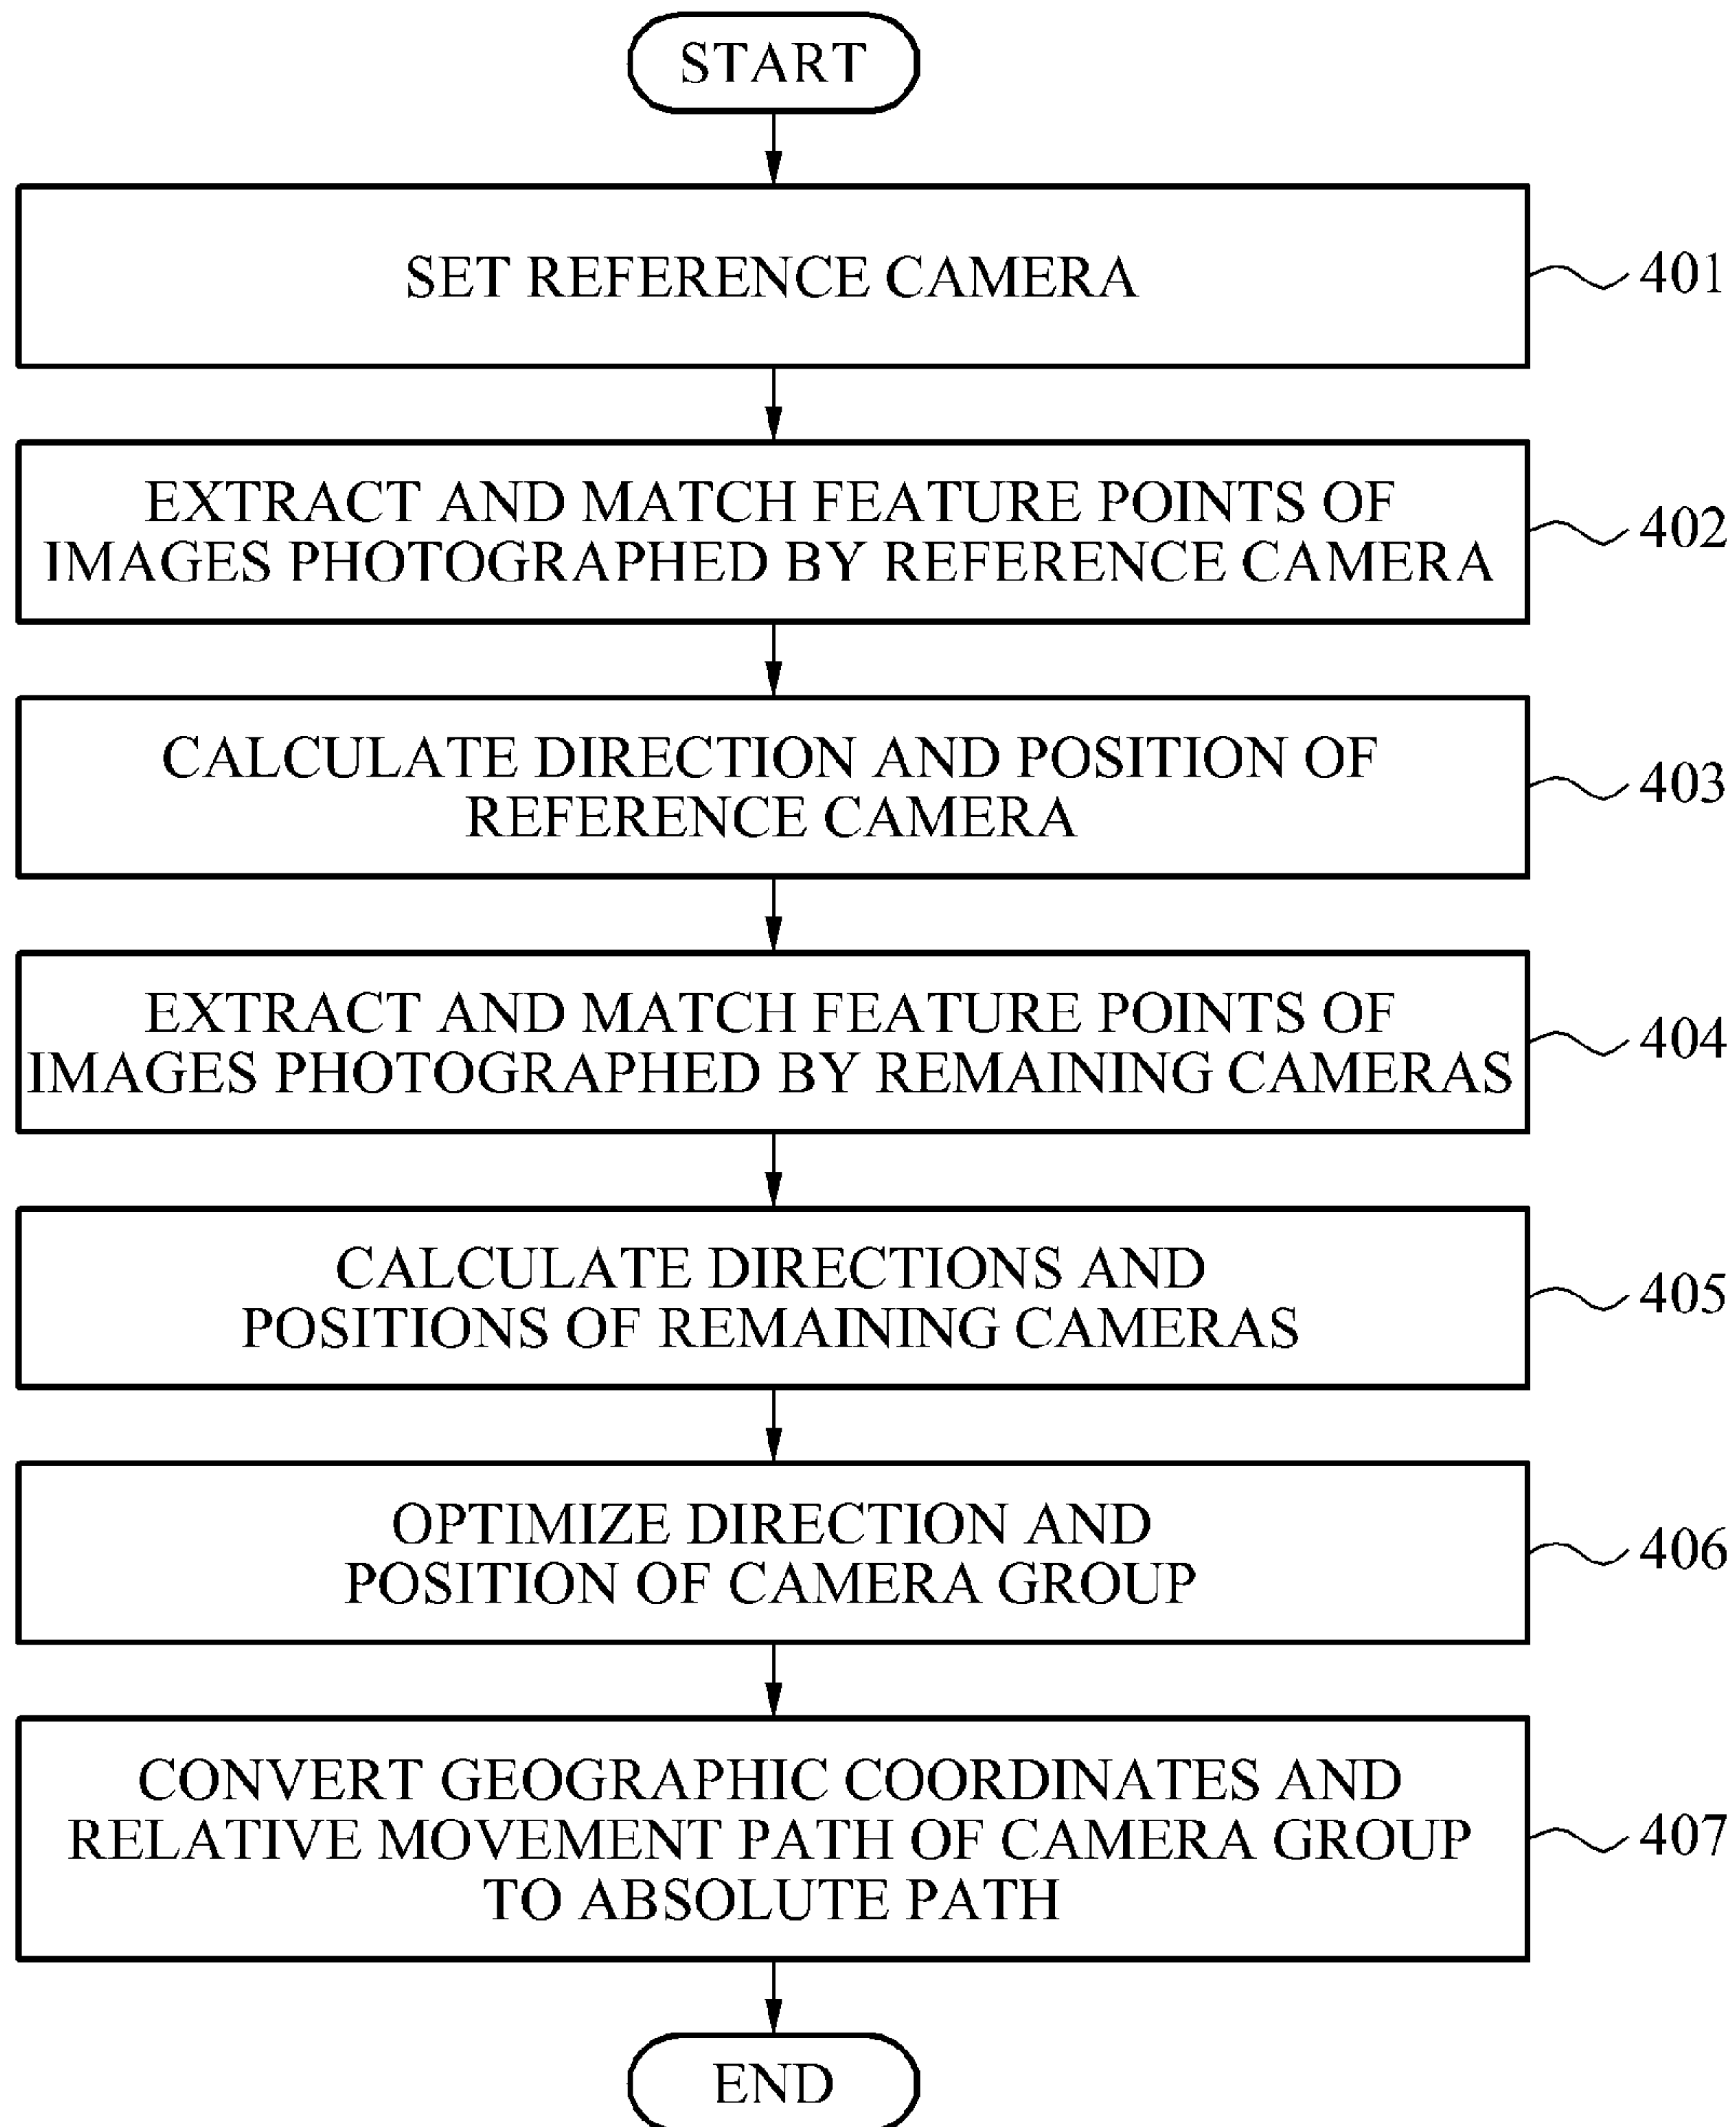 START
SET REFERENCE CAMERA
401
EXTRACT AND MATCH FEATURE POINTS OF
IMAGES PHOTOGRAPHED BY REFERENCE CAMERA
402
CALCULATE DIRECTION AND POSITION OF
REFERENCE CAMERA
403
EXTRACT AND MATCH FEATURE POINTS OF
IMAGES PHOTOGRAPHED BY REMAINING CAMERAS
404
CALCULATE DIRECTIONS AND
POSITIONS OF REMAINING CAMERAS
405
OPTIMIZE DIRECTION AND
POSITION OF CAMERA GROUP
406
CONVERT GEOGRAPHIC COORDINATES AND
RELATIVE MOVEMENT PATH OF CAMERA GROUP
TO ABSOLUTE PATH
407
END